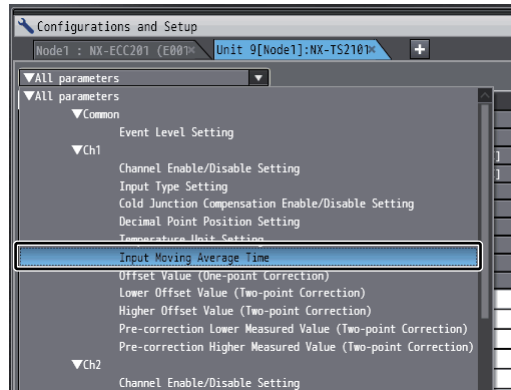 Configurations and Setup
Node1 : NX-ECC201 (E001 Unit 9[Node1]:NX-TS2101
▼All parameters
▼All parameters
▼Common
Event Level Setting
▼Ch1
Channel Enable/Disable Setting
Input Type Setting
Cold Junction Compensation Enable/Disable Setting
Decimal Point Position Setting
Temperature Unit Setting
Input Moving Average Time
Offset Value (One-point Correction)
Lower Offset Value (Two-point Correction)
Higher Offset Value (Two-point Correction)
Pre-correction Lower Measured Value (Two-point Correction)
Pre-correction Higher Measured Value (Two-point Correction)
▼Ch2
Channel Enable/Disable Setting